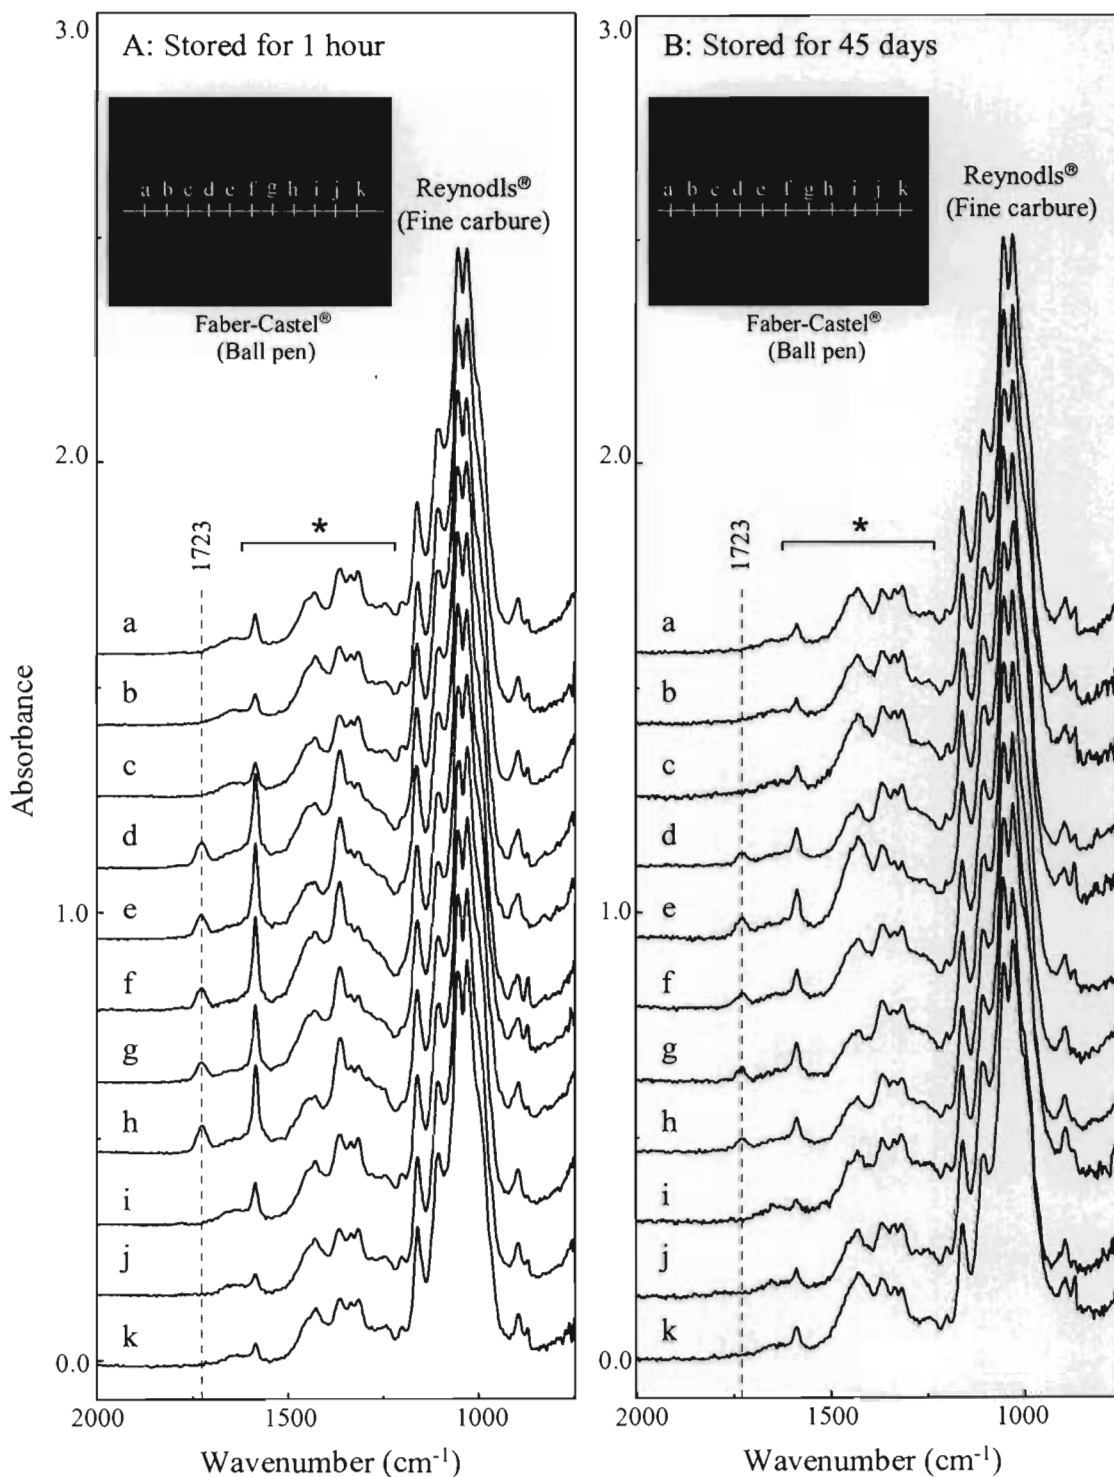 A: Stored for 1 hour
a b c d e f g h i j k
Reynodls®
(Fine carbure)
Faber-Castel®
(Ball pen)
*
1723
a
b
c
d
e
f
g
h
i
j
k
3.0
2.0
1.0
0.0
2000 1500 1000
Wavenumber (cm-1)
Absorbance
B: Stored for 45 days
a b c d e f g h i j k
Reynodls®
(Fine carbure)
Faber-Castel®
(Ball pen)
*
1723
a
b
c
d
e
f
g
h
i
j
k
3.0
2.0
1.0
0.0
2000 1500 1000
Wavenumber (cm-1)